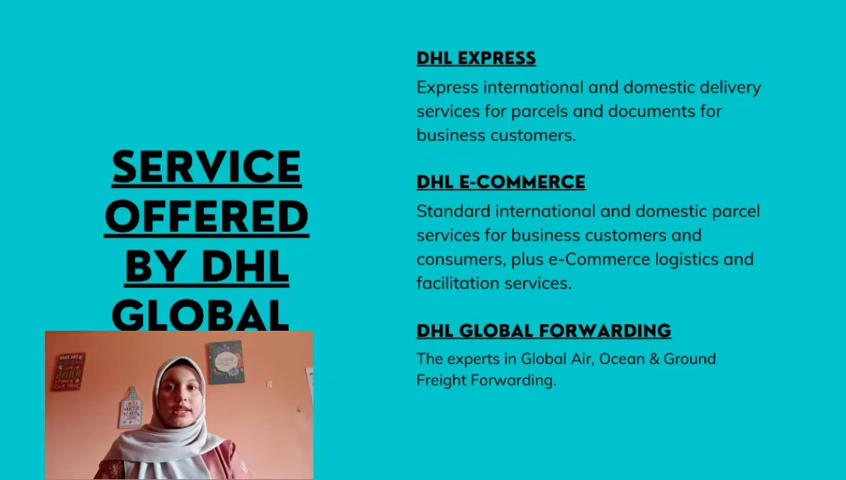 SERVICE
OFFERED
BY DHL
GLOBAL
DHL EXPRESS
Express international and domestic delivery
services for parcels and documents for
business customers.
DHL E-COMMERCE
Standard international and domestic parcel
services for business customers and
consumers, plus e-Commerce logistics and
facilitation services.
DHL GLOBAL FORWARDING
The experts in Global Air, Ocean & Ground
Freight Forwarding.